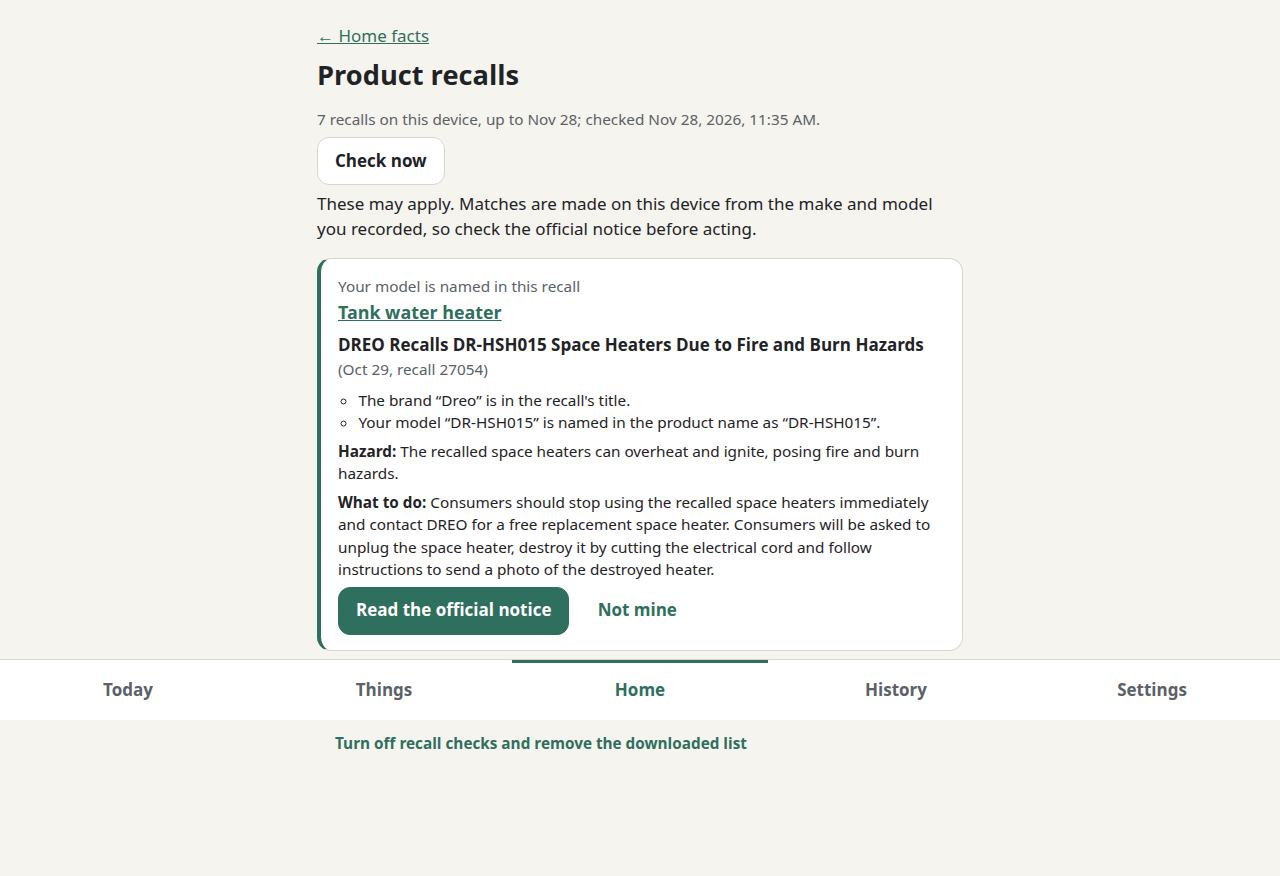 ← Home facts
Product recalls
7 recalls on this device, up to Nov 28; checked Nov 28, 2026, 11:35 AM.
Check now
These may apply. Matches are made on this device from the make and model
you recorded, so check the official notice before acting.
Your model is named in this recall
Tank water heater
DREO Recalls DR-HSH015 Space Heaters Due to Fire and Burn Hazards
(Oct 29, recall 27054)
The brand “Dreo” is in the recall's title.
Your model “DR-HSH015” is named in the product name as “DR-HSH015”.
Hazard: The recalled space heaters can overheat and ignite, posing fire and burn
hazards.
What to do: Consumers should stop using the recalled space heaters immediately
and contact DREO for a free replacement space heater. Consumers will be asked to
unplug the space heater, destroy it by cutting the electrical cord and follow
instructions to send a photo of the destroyed heater.
Read the official notice Not mine
Today Things Home History Settings
Turn off recall checks and remove the downloaded list